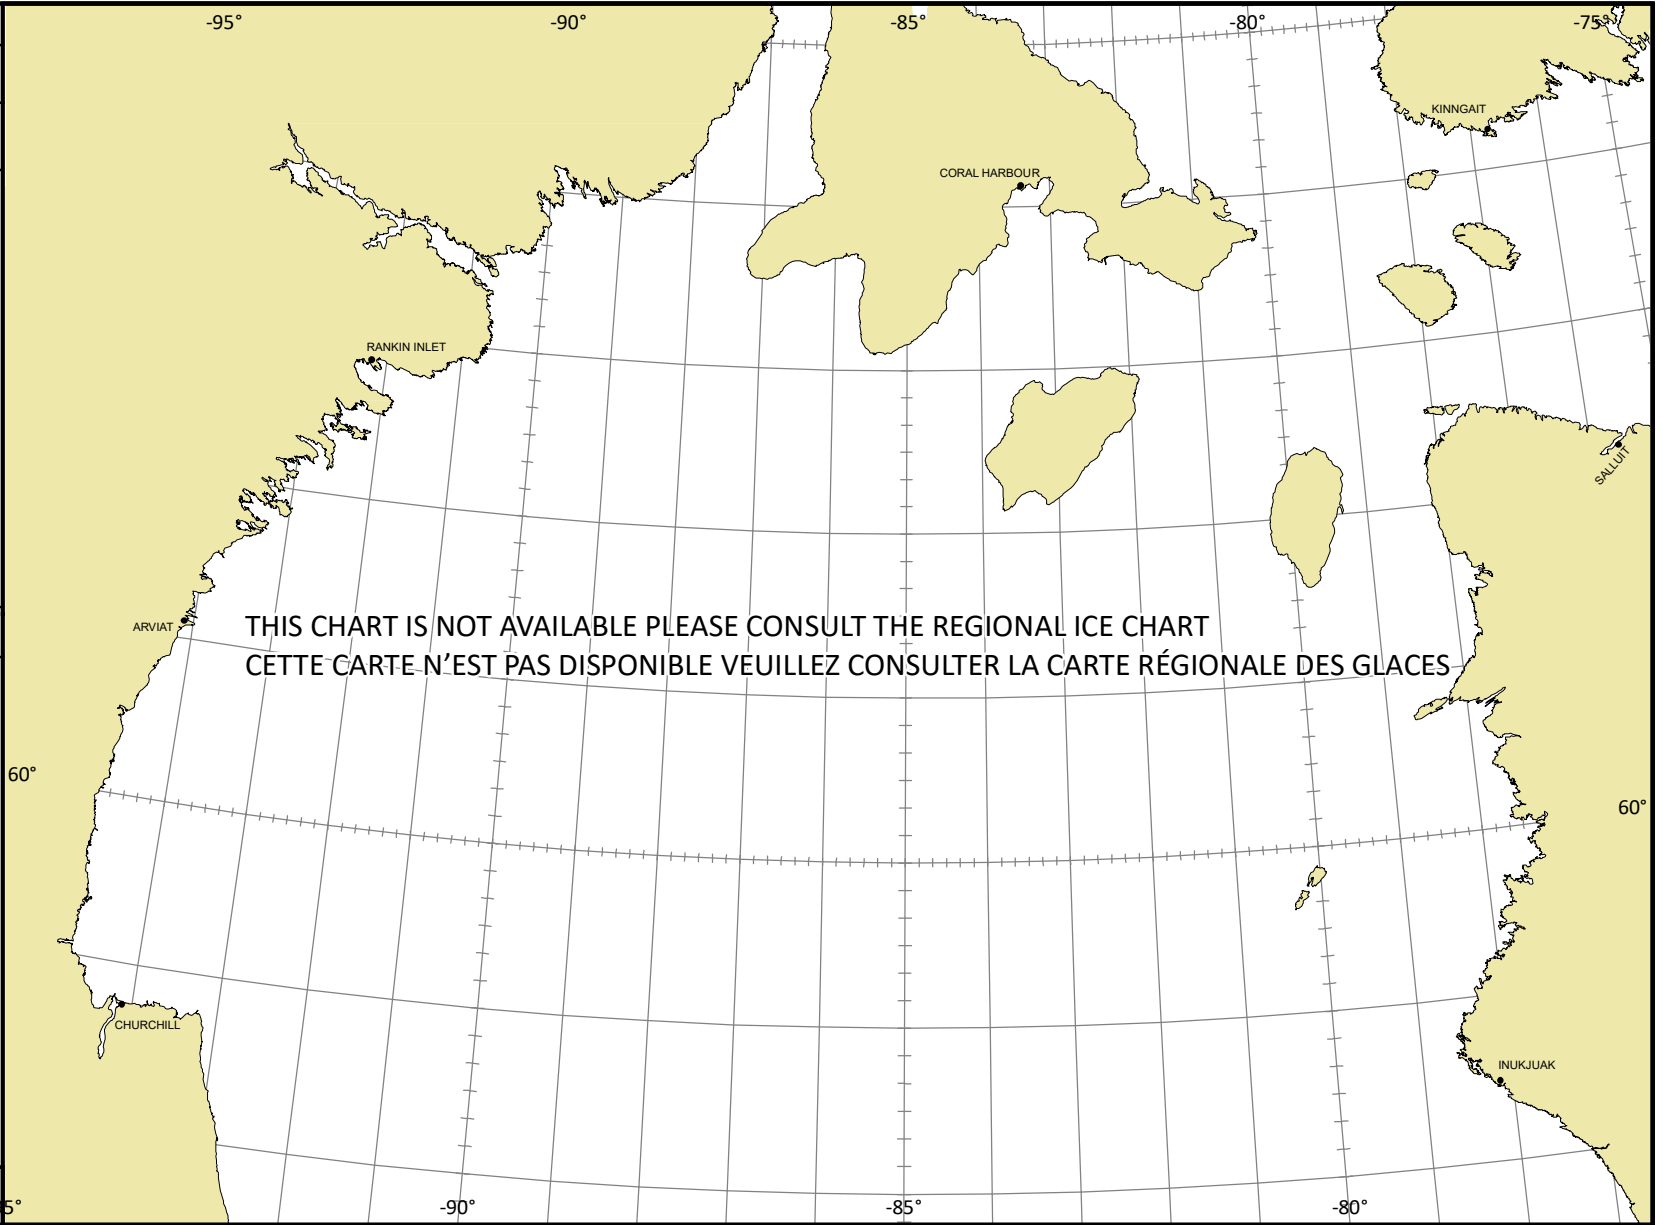 -95°
-90°
-85°
-80°
-75°
KINNGAIT
CORAL HARBOUR
RANKIN INLET
SALLUIT
ARVIAT
THIS CHART IS NOT AVAILABLE PLEASE CONSULT THE REGIONAL ICE CHART
CETTE CARTE N'EST PAS DISPONIBLE VEUILLEZ CONSULTER LA CARTE RÉGIONALE DES GLACES
60°
60°
CHURCHILL
INUKJUAK
5°
-90°
-85°
-80°